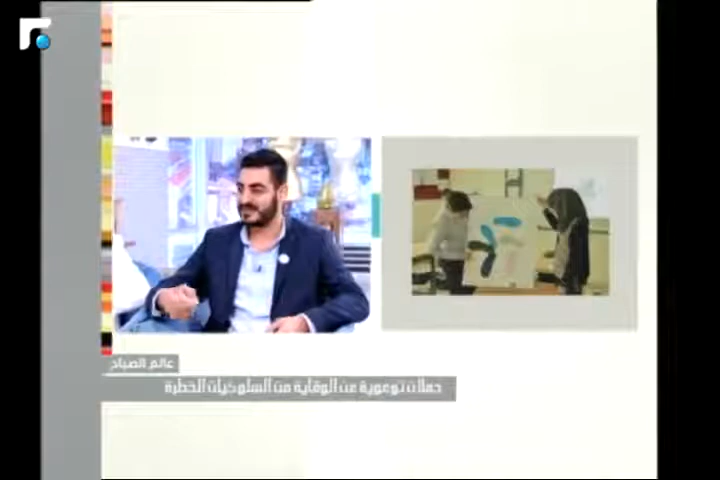 عالم الصباح
حملات توعوية عن الوقاية من السلوكيات الخطرة